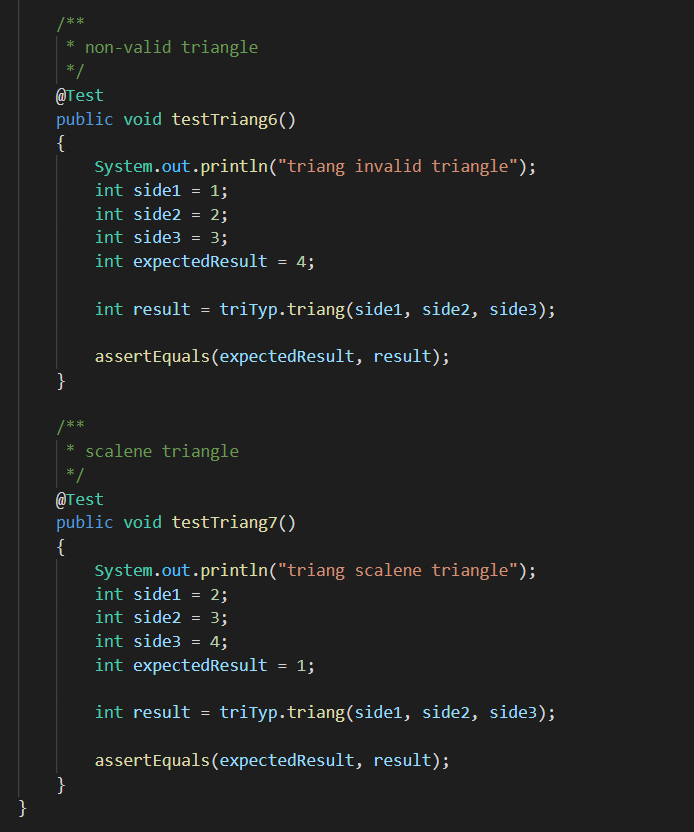 /**
* non-valid triangle
*/
@Test
public void testTriang6()
{
System.out.println("triang invalid triangle");
int side1 = 1;
int side2 = 2;
int side3 = 3;
int expectedResult = 4;
int result = triTyp.triang(side1, side2, side3);
assertEquals(expectedResult, result);
}
/**
* scalene triangle
*/
@Test
public void testTriang7()
{
System.out.println("triang scalene triangle");
int side1 = 2;
int side2 = 3;
int side3 = 4;
int expectedResult = 1;
int result = triTyp.triang(side1, side2, side3);
assertEquals(expectedResult, result);
}
}